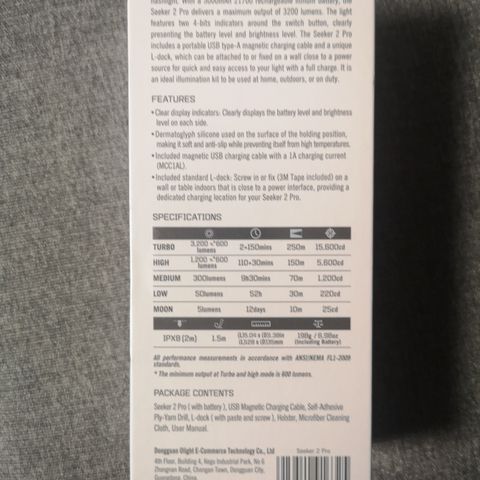 flashlight. With a 5000mAh 21700 rechargeable lithium battery, the
Seeker 2 Pro delivers a maximum output of 3200 lumens. The light
features two 4-bits indicators around the switch button, clearly
presenting the battery level and brightness level. The Seeker 2 Pro
includes a portable USB type-A magnetic charging cable and a unique
L-dock, which can be attached to or fixed on a wall close to a power
source for quick and easy access to your light with a full charge. It is
an ideal illumination kit to be used at home, outdoors, or on duty.
FEATURES
•Clear display indicators: Clearly displays the battery level and brightness
level on each side.
•Dermatoglyph silicone used on the surface of the holding position,
making it soft and anti-slip while preventing itself from high temperatures.
•Included magnetic USB charging cable with a 1A charging current
(MCC1AL).
•Included standard L-dock: Screw in or fix (3M Tape included) on a
wall or table indoors that is close to a power interface, providing a
dedicated charging location for your Seeker 2 Pro.
SPECIFICATIONS
TURBO 3,200 ~*600 lumens 2+150mins 250m 15,600cd
HIGH 1,200 ~*600 lumens 110+30mins 150m 5,600cd
MEDIUM 300lumens 9h30mins 70m 1,200cd
LOW 50lumens 52h 30m 220cd
MOON 5lumens 12days 10m 25cd
IPX8 (2m) 1.5m 198g / 6.98oz
(Including Battery)
All performance measurements in accordance with ANSI/NEMA FL1-2009
standards.
* The minimum output at Turbo and high mode is 600 lumens.
PACKAGE CONTENTS
Seeker 2 Pro ( with battery ), USB Magnetic Charging Cable, Self-Adhesive
Ply-Yarn Drill, L-dock ( with paste and screw ), Holster, Microfiber Cleaning
Cloth, User Manual.
Dongguan Olight E-Commerce Technology Co., Ltd
4th Floor, Building 4, Kegu Industrial Park, No 6
Zhongnan Road, Changan Town, Dongguan City,
Guangdong, China.
Seeker 2 Pro